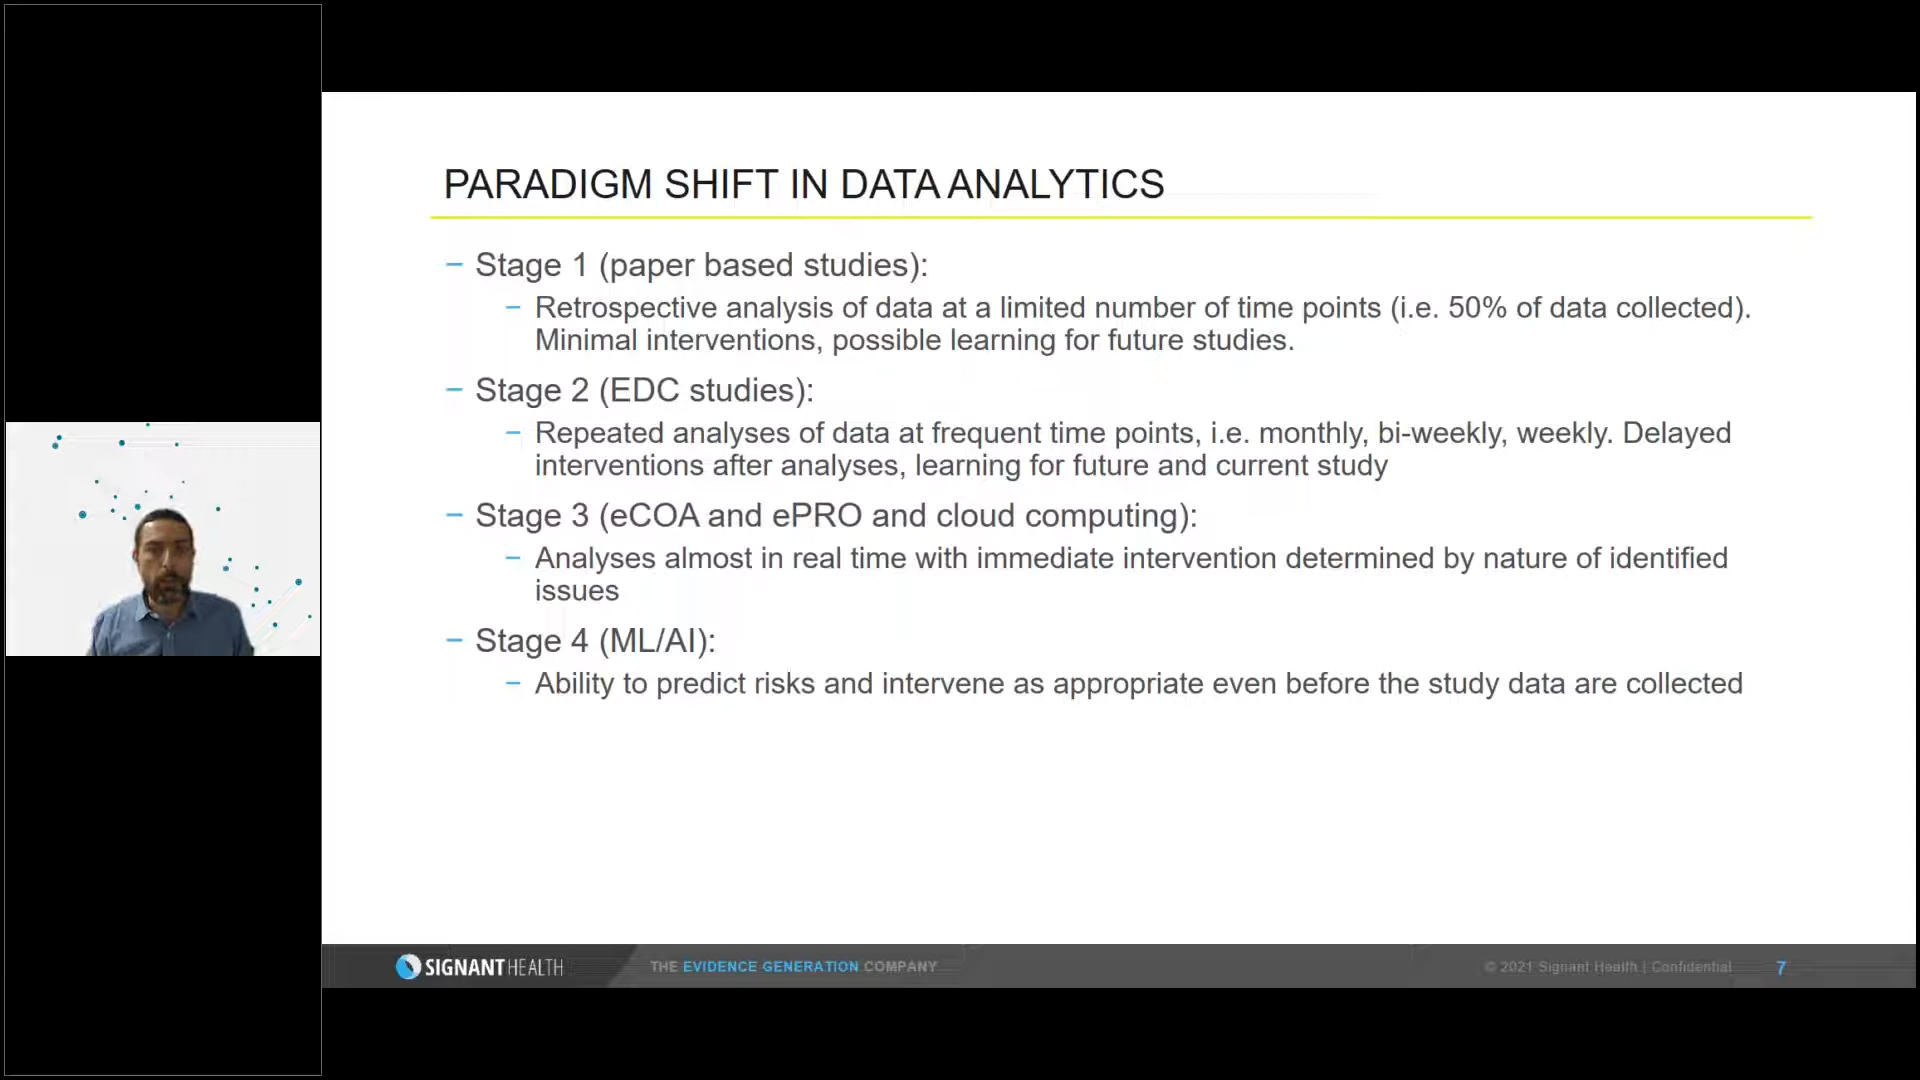 PARADIGM SHIFT IN DATA ANALYTICS
– Stage 1 (paper based studies):
– Retrospective analysis of data at a limited number of time points (i.e. 50% of data collected).
Minimal interventions, possible learning for future studies.
– Stage 2 (EDC studies):
– Repeated analyses of data at frequent time points, i.e. monthly, bi-weekly, weekly. Delayed
interventions after analyses, learning for future and current study
– Stage 3 (eCOA and ePRO and cloud computing):
– Analyses almost in real time with immediate intervention determined by nature of identified
issues
– Stage 4 (ML/AI):
– Ability to predict risks and intervene as appropriate even before the study data are collected
SIGNANT HEALTH THE EVIDENCE GENERATION COMPANY © 2021 Signant Health | Confidential 7